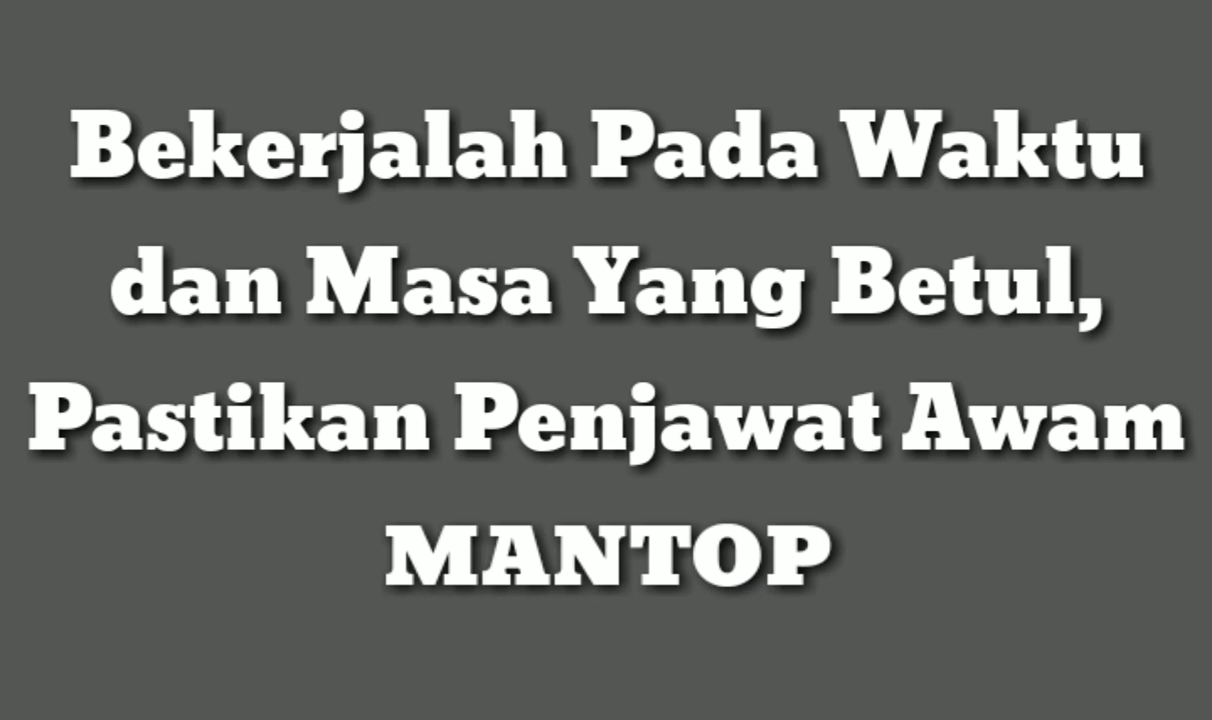 Bekerjalah Pada Waktu
dan Masa Yang Betul,
Pastikan Penjawat Awam
MANTOP